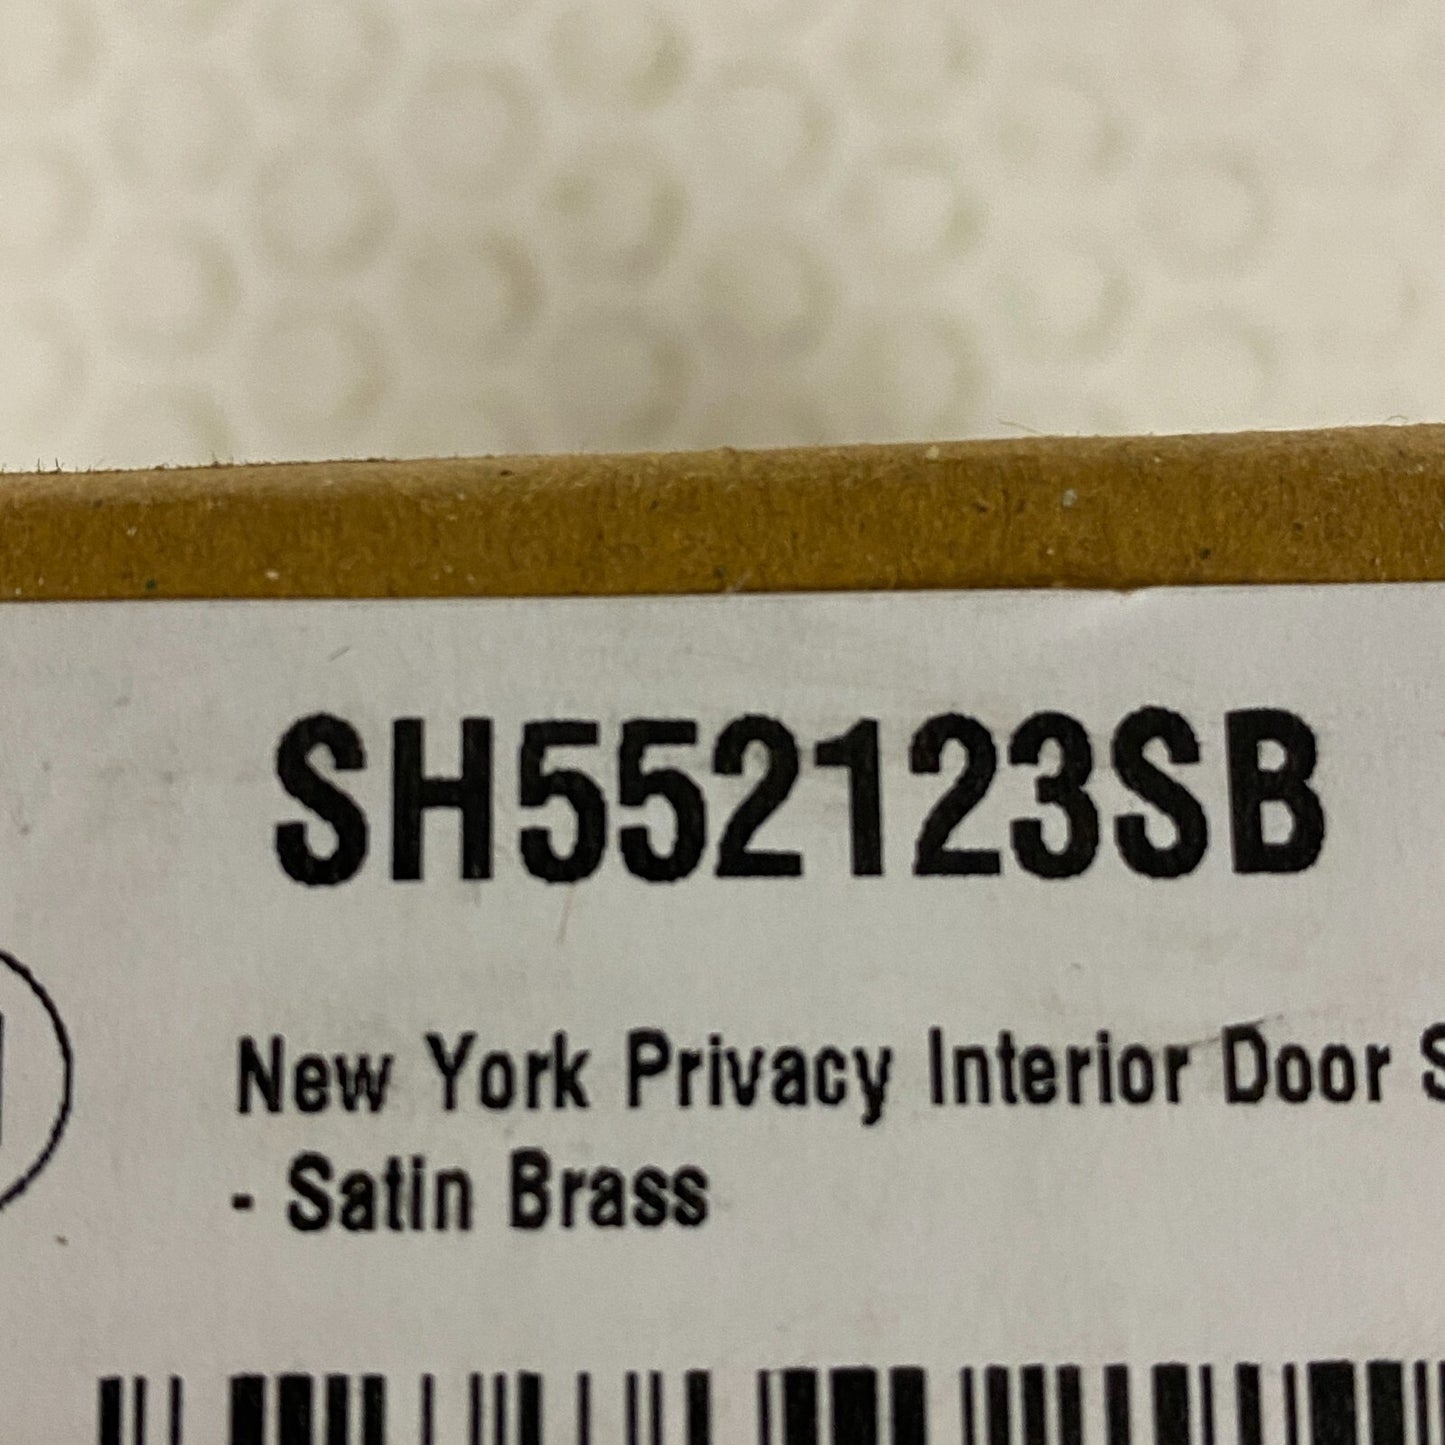 SH552123SB
New York Privacy Interior Door
- Satin Brass